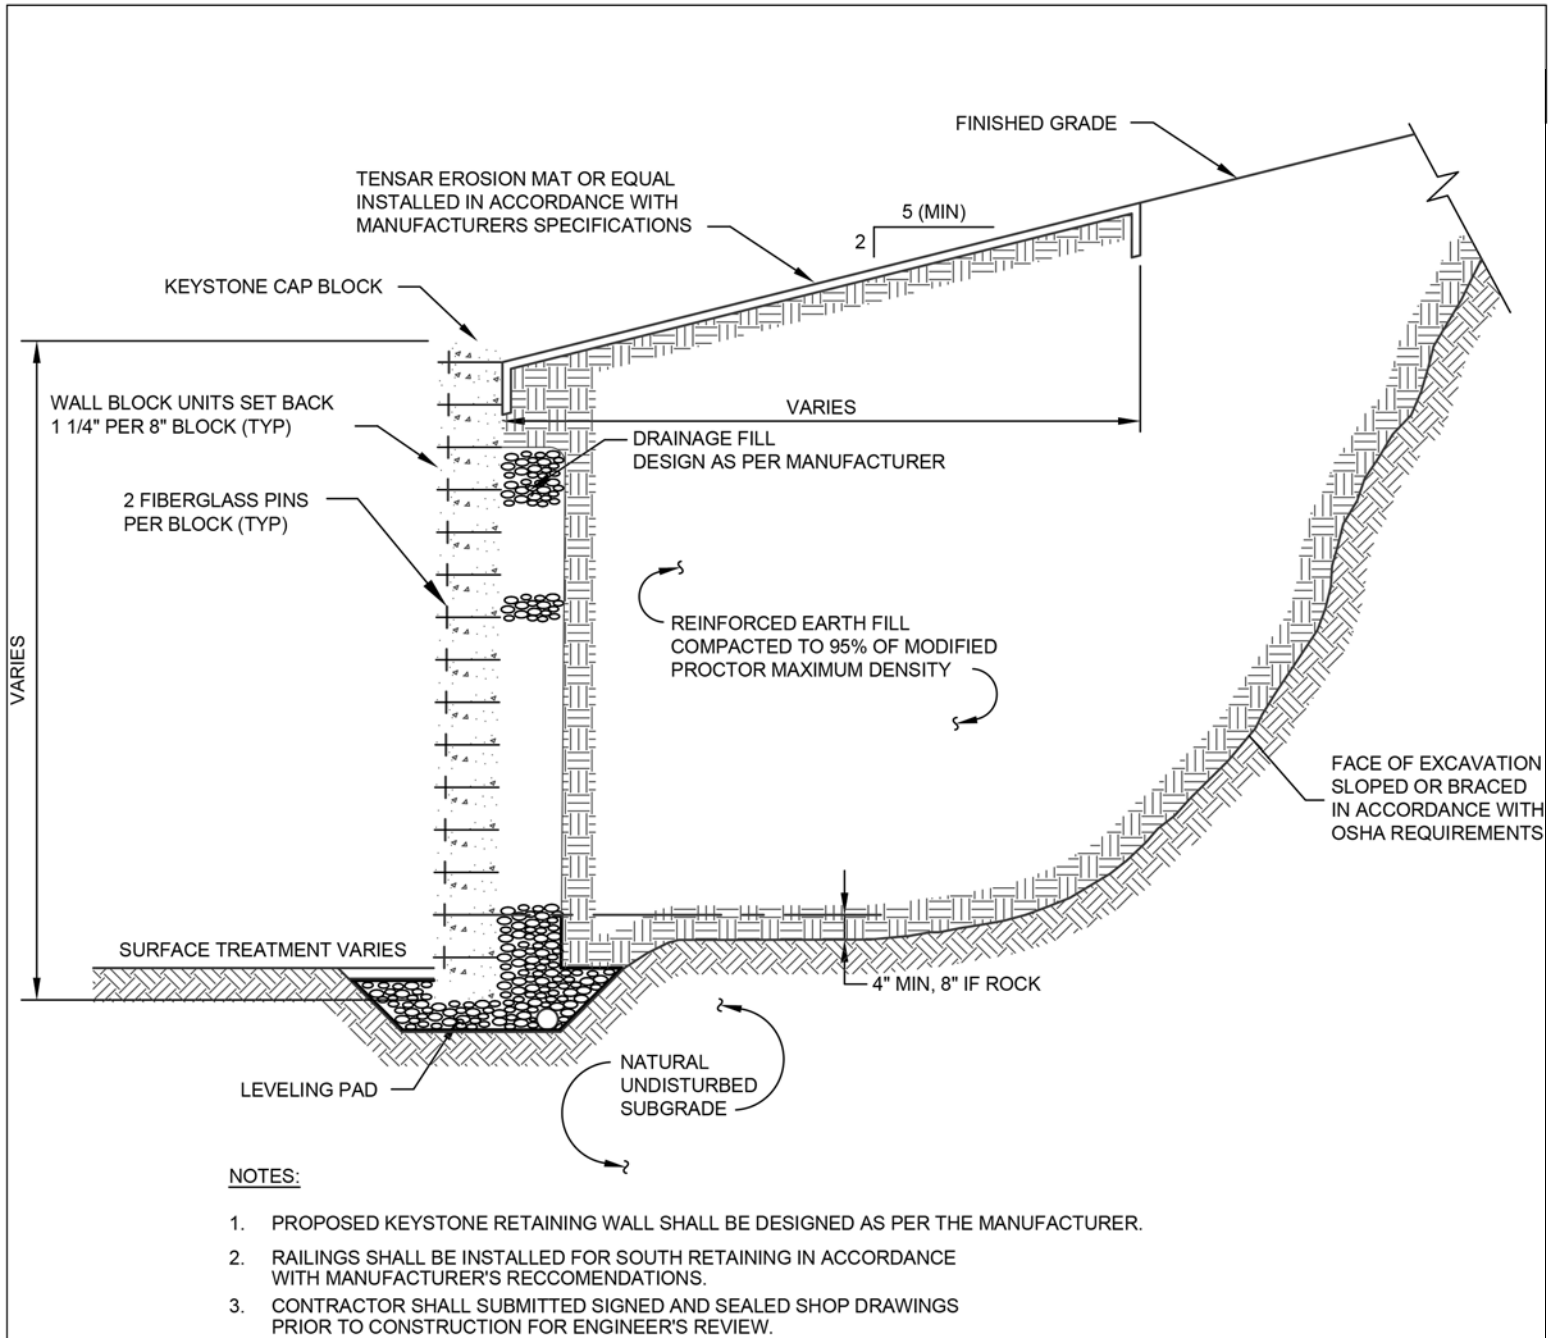 FINISHED GRADE
TENSAR EROSION MAT OR EQUAL
INSTALLED IN ACCORDANCE WITH
MANUFACTURERS SPECIFICATIONS
5 (MIN)
2
KEYSTONE CAP BLOCK
WALL BLOCK UNITS SET BACK
1 1/4" PER 8" BLOCK (TYP)
VARIES
DRAINAGE FILL
DESIGN AS PER MANUFACTURER
2 FIBERGLASS PINS
PER BLOCK (TYP)
REINFORCED EARTH FILL
COMPACTED TO 95% OF MODIFIED
PROCTOR MAXIMUM DENSITY
VARIES
FACE OF EXCAVATION
SLOPED OR BRACED
IN ACCORDANCE WITH
OSHA REQUIREMENTS
SURFACE TREATMENT VARIES
4" MIN, 8" IF ROCK
LEVELING PAD
NATURAL
UNDISTURBED
SUBGRADE
NOTES:
1. PROPOSED KEYSTONE RETAINING WALL SHALL BE DESIGNED AS PER THE MANUFACTURER.
2. RAILINGS SHALL BE INSTALLED FOR SOUTH RETAINING IN ACCORDANCE
WITH MANUFACTURER'S RECCOMENDATIONS.
3. CONTRACTOR SHALL SUBMITTED SIGNED AND SEALED SHOP DRAWINGS
PRIOR TO CONSTRUCTION FOR ENGINEER'S REVIEW.